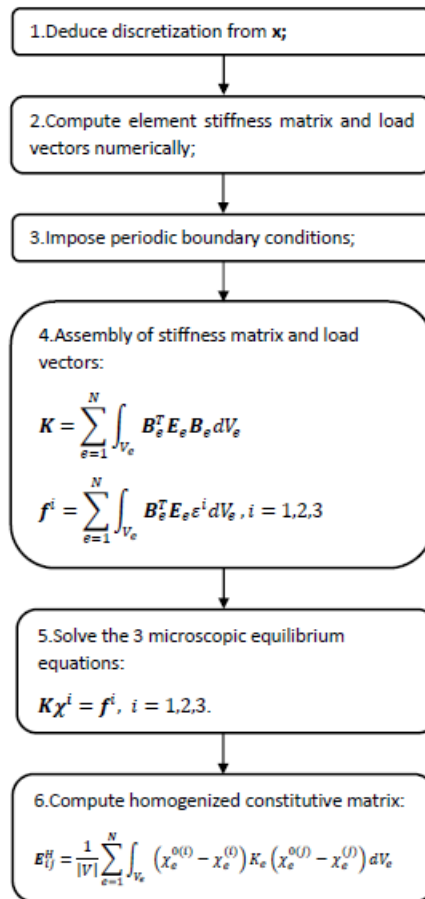 1.Deduce discretization from x;
2.Compute element stiffness matrix and load
vectors numerically;
3.Impose periodic boundary conditions;
4.Assembly of stiffness matrix and load
vectors:
K = ∑_{e=1}^{N} ∫_{V_e} B_e^T E_e B_e dV_e
f^i = ∑_{e=1}^{N} ∫_{V_e} B_e^T E_e ε^i dV_e , i = 1,2,3
5.Solve the 3 microscopic equilibrium
equations:
Kχ^i = f^i, i = 1,2,3.
6.Compute homogenized constitutive matrix:
E_{ij}^H = \frac{1}{|V|} ∑_{e=1}^{N} ∫_{V_e} (χ_e^{0(i)} − χ_e^{(i)}) K_e (χ_e^{0(j)} − χ_e^{(j)}) dV_e